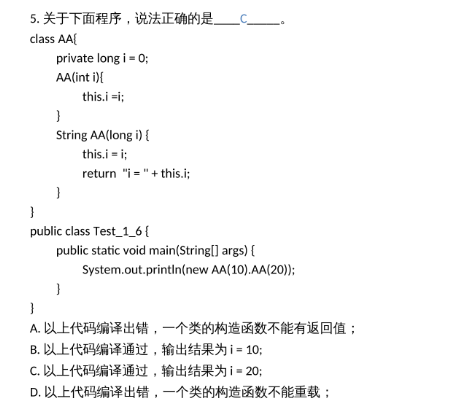 5. 关于下面程序，说法正确的是____C_____。
class AA{
private long i = 0;
AA(int i){
this.i =i;
}
String AA(long i) {
this.i = i;
return  "i = " + this.i;
}
}
public class Test_1_6 {
public static void main(String[] args) {
System.out.println(new AA(10).AA(20));
}
}
A. 以上代码编译出错，一个类的构造函数不能有返回值；
B. 以上代码编译通过，输出结果为 i = 10;
C. 以上代码编译通过，输出结果为 i = 20;
D. 以上代码编译出错，一个类的构造函数不能重载；